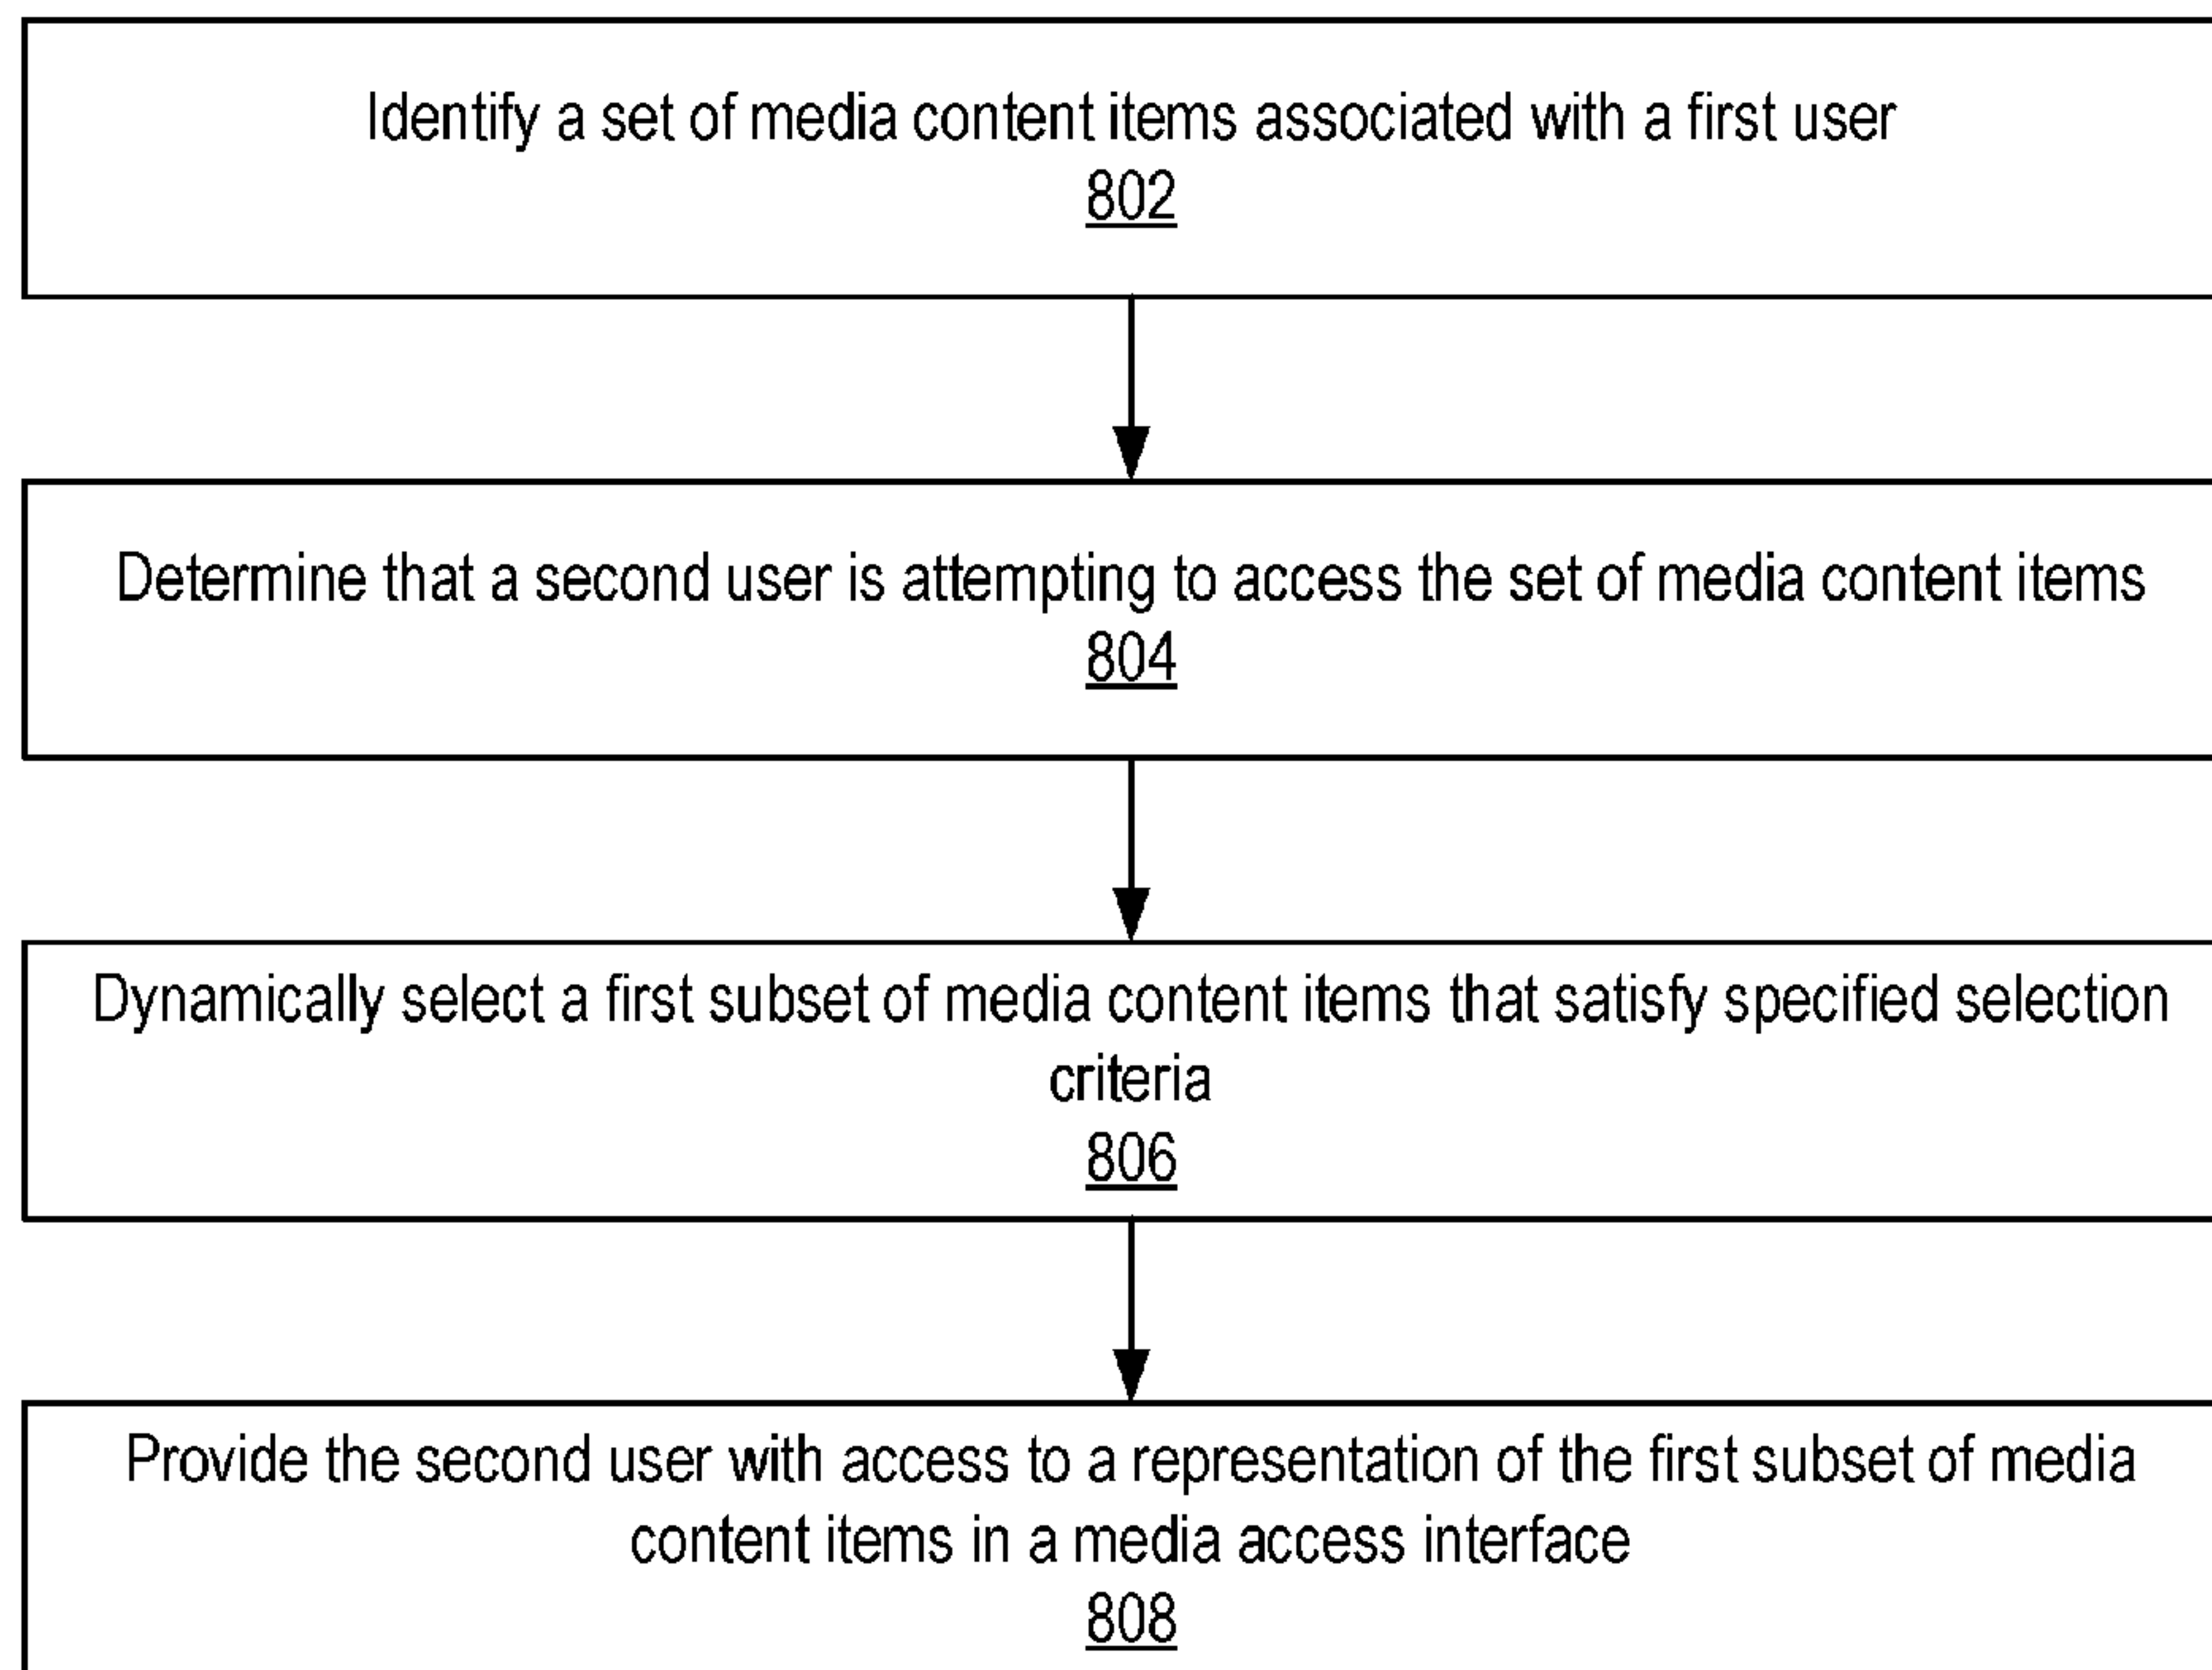 Identify a set of media content items associated with a first user
802
Determine that a second user is attempting to access the set of media content items
804
Dynamically select a first subset of media content items that satisfy specified selection
criteria
806
Provide the second user with access to a representation of the first subset of media
content items in a media access interface
808